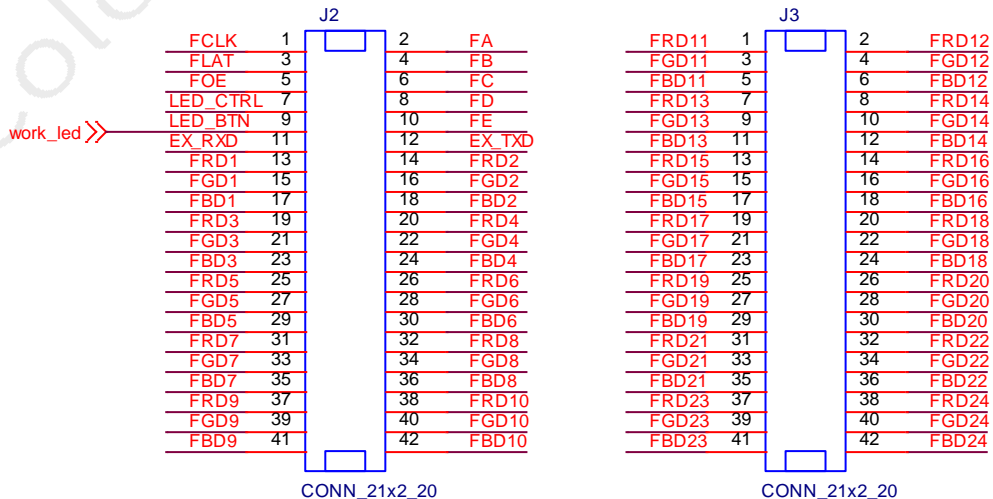 J2 J3
FCLK 1 2 FA FRD11 1 2 FRD12
FLAT 3 4 FB FGD11 3 4 FGD12
FOE 5 6 FC FBD11 5 6 FBD12
LED_CTRL 7 8 FD FRD13 7 8 FRD14
work_led LED_BTN 9 10 FE FGD13 9 10 FGD14
EX_RXD 11 12 EX_TXD FBD13 11 12 FBD14
FRD1 13 14 FRD2 FRD15 13 14 FRD16
FGD1 15 16 FGD2 FGD15 15 16 FGD16
FBD1 17 18 FBD2 FBD15 17 18 FBD16
FRD3 19 20 FRD4 FRD17 19 20 FRD18
FGD3 21 22 FGD4 FGD17 21 22 FGD18
FBD3 23 24 FBD4 FBD17 23 24 FBD18
FRD5 25 26 FRD6 FRD19 25 26 FRD20
FGD5 27 28 FGD6 FGD19 27 28 FGD20
FBD5 29 30 FBD6 FBD19 29 30 FBD20
FRD7 31 32 FRD8 FRD21 31 32 FRD22
FGD7 33 34 FGD8 FGD21 33 34 FGD22
FBD7 35 36 FBD8 FBD21 35 36 FBD22
FRD9 37 38 FRD10 FRD23 37 38 FRD24
FGD9 39 40 FGD10 FGD23 39 40 FGD24
FBD9 41 42 FBD10 FBD23 41 42 FBD24
CONN_21x2_20 CONN_21x2_20